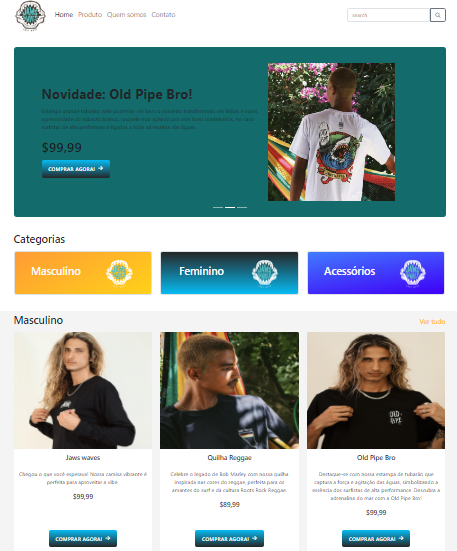 Home Produto Quem somos Contato
search
Novidade: Old Pipe Bro!
$99,99
COMPRAR AGORA!
Categorias
Masculino
Feminino
Acessórios
Masculino
Ver tudo
OLD
PIPE
Jaws waves
Quilha Reggae
Old Pipe Bro
Chegou o que você esperava! Nossa camisa vibrante é
perfeita para aproveitar a vibe
$99,99
Celebre o legado de Bob Marley com nossa quilha
inspirada nas cores do reggae, perfeita para os
amantes do surf e da cultura Roots Rock Reggae
$89,99
Destaque-se com nossa estampa de tubarão que
captura a força e agitação das águas, simbolizando a
essência dos surfistas de alta performance. Desnubra a
adrenalina do mar com a Old Pipe Bro.
$99,99
COMPRAR AGORA!
COMPRAR AGORA!
COMPRAR AGORA!